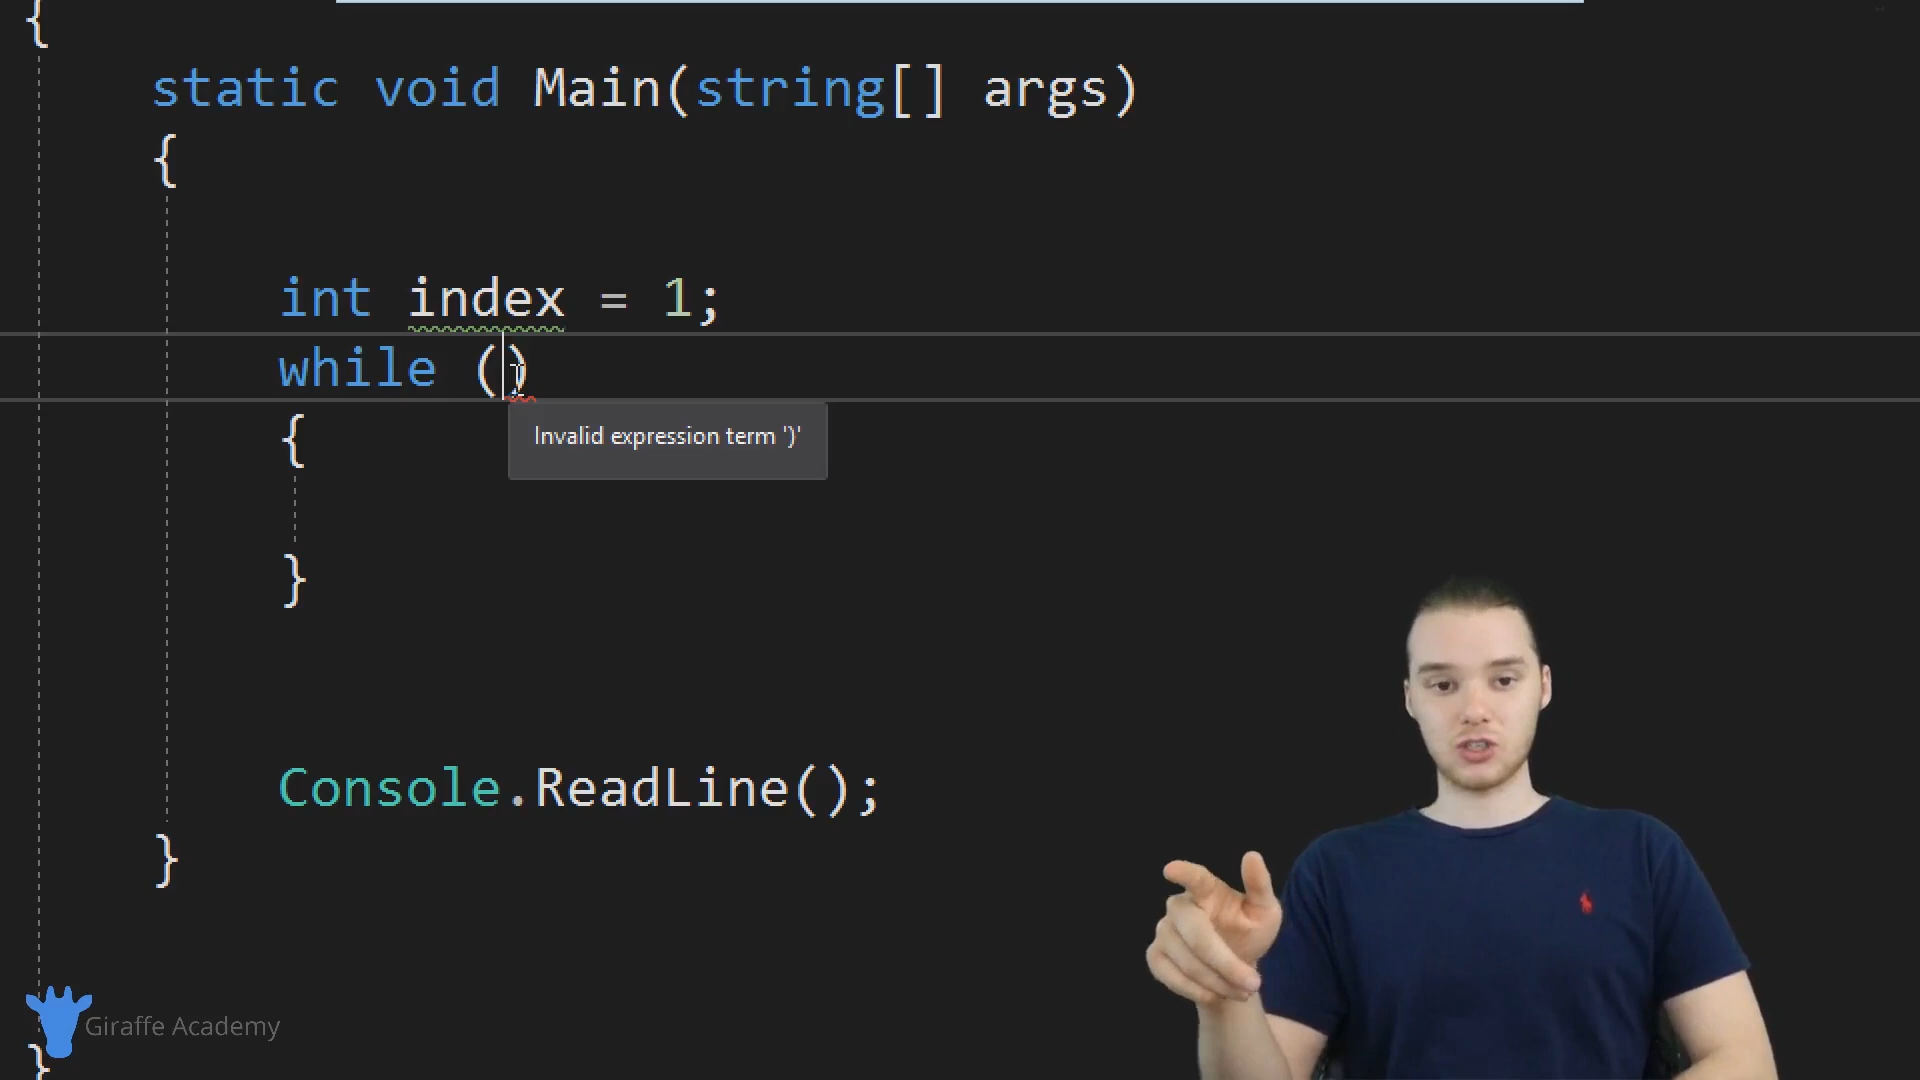 {
static void Main(string[] args)
{
int index = 1;
while ()
Invalid expression term ')'
{
}
Console.ReadLine();
}
Giraffe Academy
}